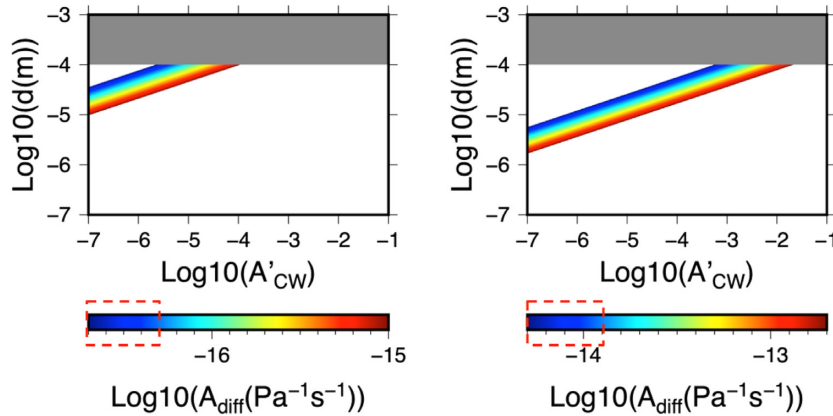 −3
−4
−5
−6
−7
Log10(d(m))
−7 −6 −5 −4 −3 −2 −1
Log10(A'CW)
−16 −15
Log10(Adiff(Pa−1s−1))
−3
−4
−5
−6
−7
Log10(d(m))
−7 −6 −5 −4 −3 −2 −1
Log10(A'CW)
−14 −13
Log10(Adiff(Pa−1s−1))